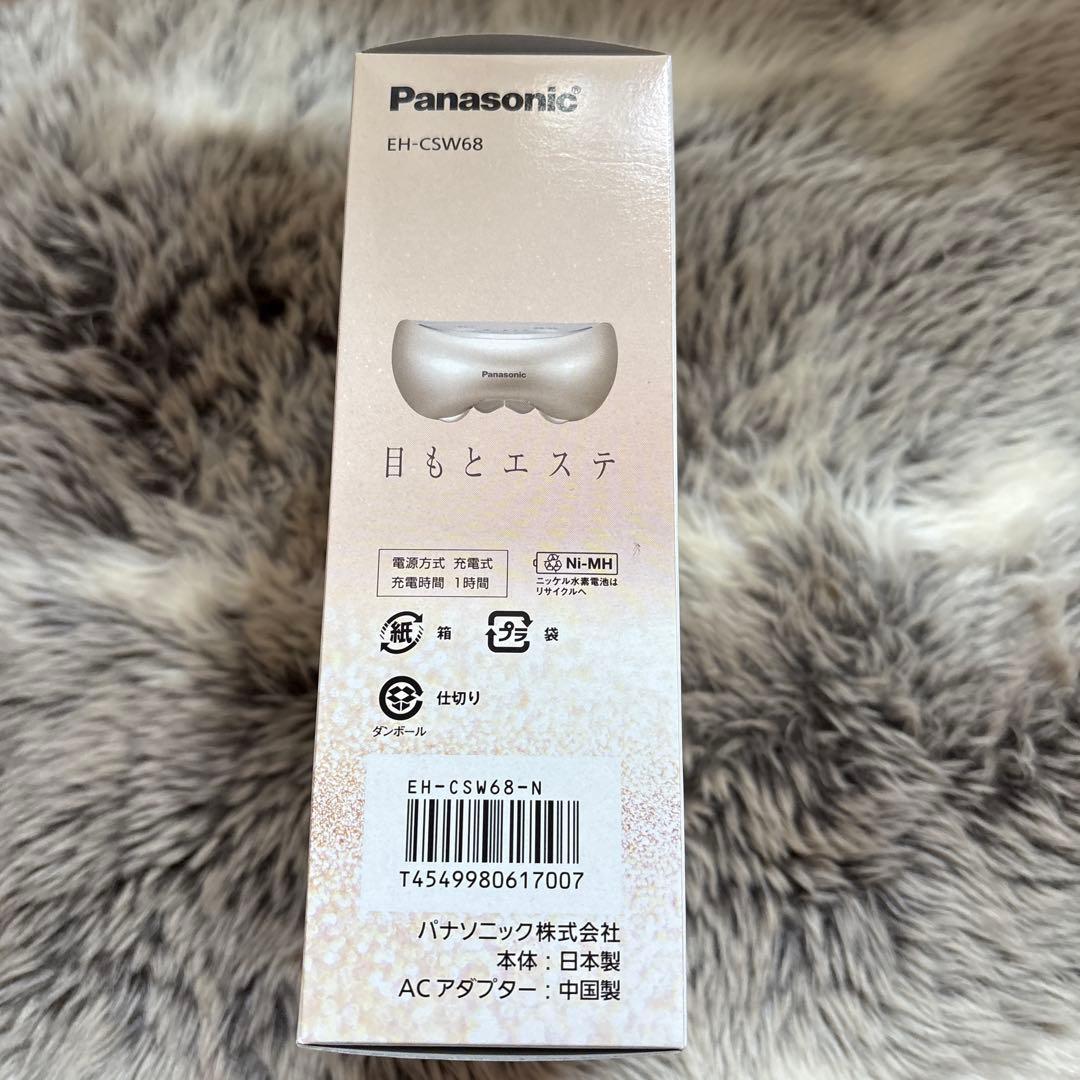 Panasonic®
EH-CSW68
Panasonic
目もとエステ
電源方式 充電式
充電時間 1時間
Ni-MH
ニッケル水素電池は
リサイクルへ
紙 箱
プラ 袋
仕切り
ダンボール
EH-CSW68-N
T4549980617007
パナソニック株式会社
本体：日本製
ACアダプター：中国製